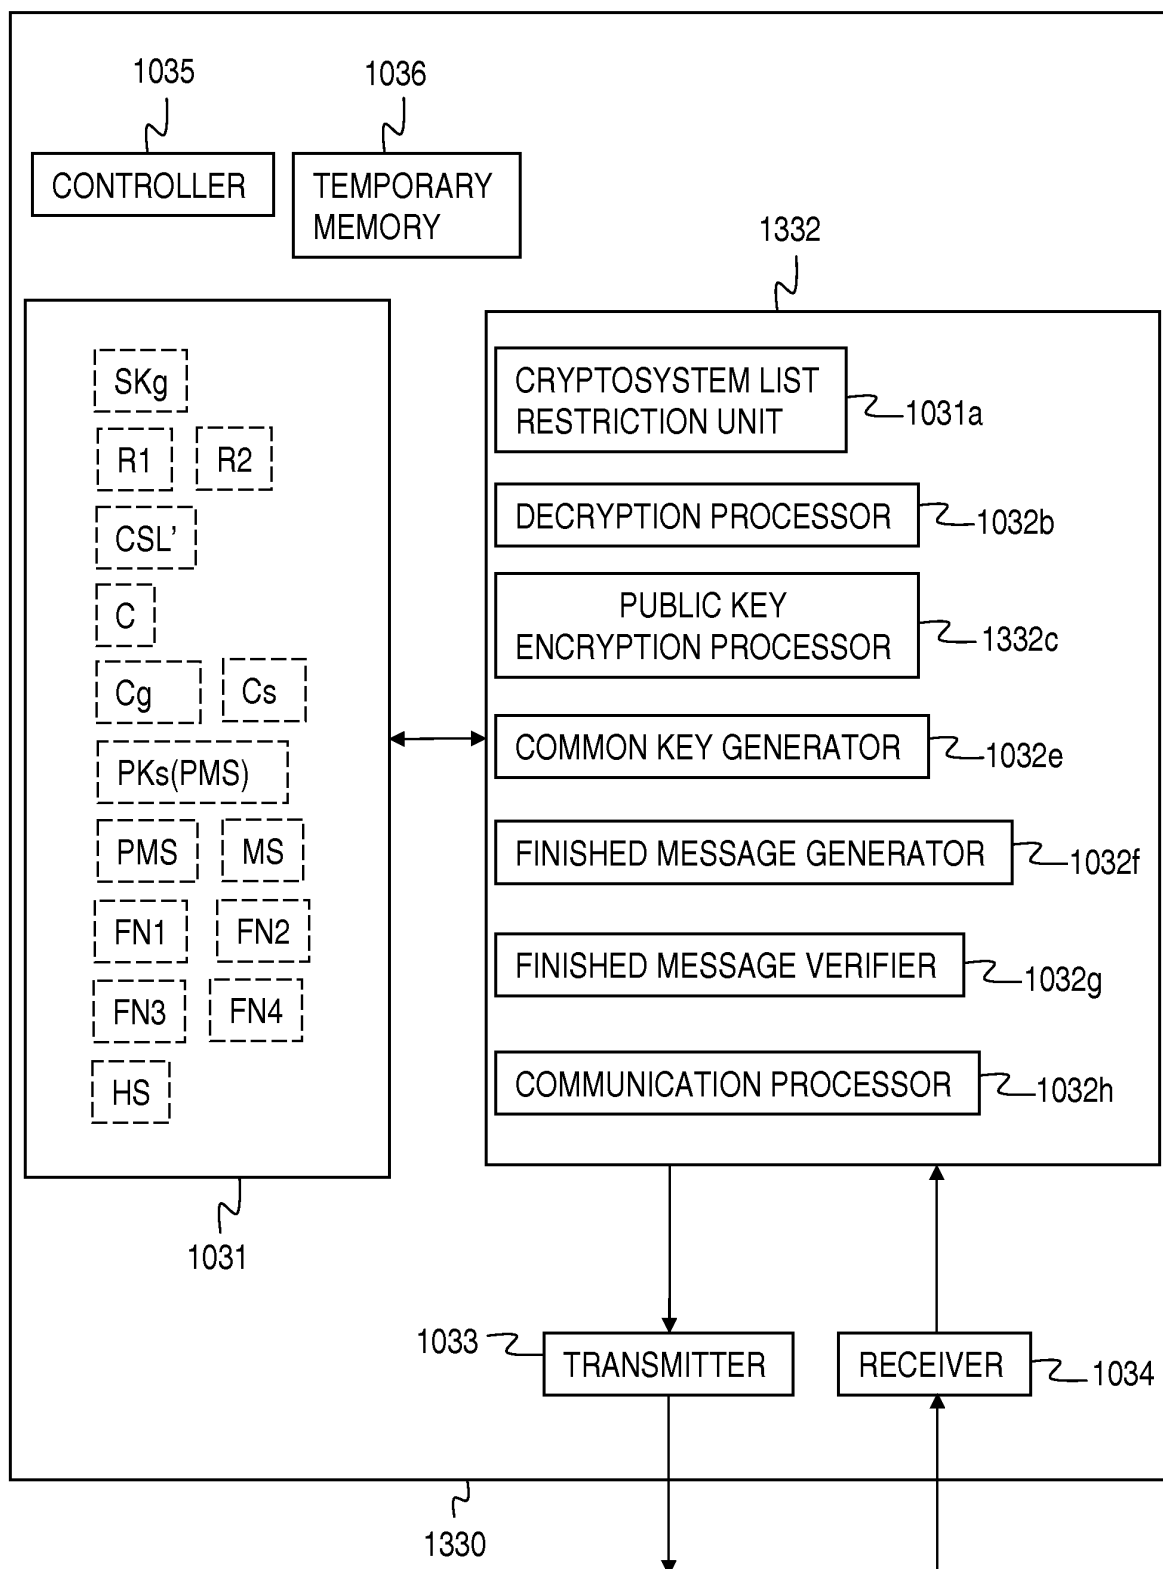 1035
1036
CONTROLLER
TEMPORARY
MEMORY
1332
SKg
R1 R2
CSL’
C
Cg Cs
PKs(PMS)
PMS MS
FN1 FN2
FN3 FN4
HS
1031
CRYPTOSYSTEM LIST
RESTRICTION UNIT
1031a
DECRYPTION PROCESSOR
1032b
PUBLIC KEY
ENCRYPTION PROCESSOR
1332c
COMMON KEY GENERATOR
1032e
FINISHED MESSAGE GENERATOR
1032f
FINISHED MESSAGE VERIFIER
1032g
COMMUNICATION PROCESSOR
1032h
1033
TRANSMITTER
RECEIVER
1034
1330